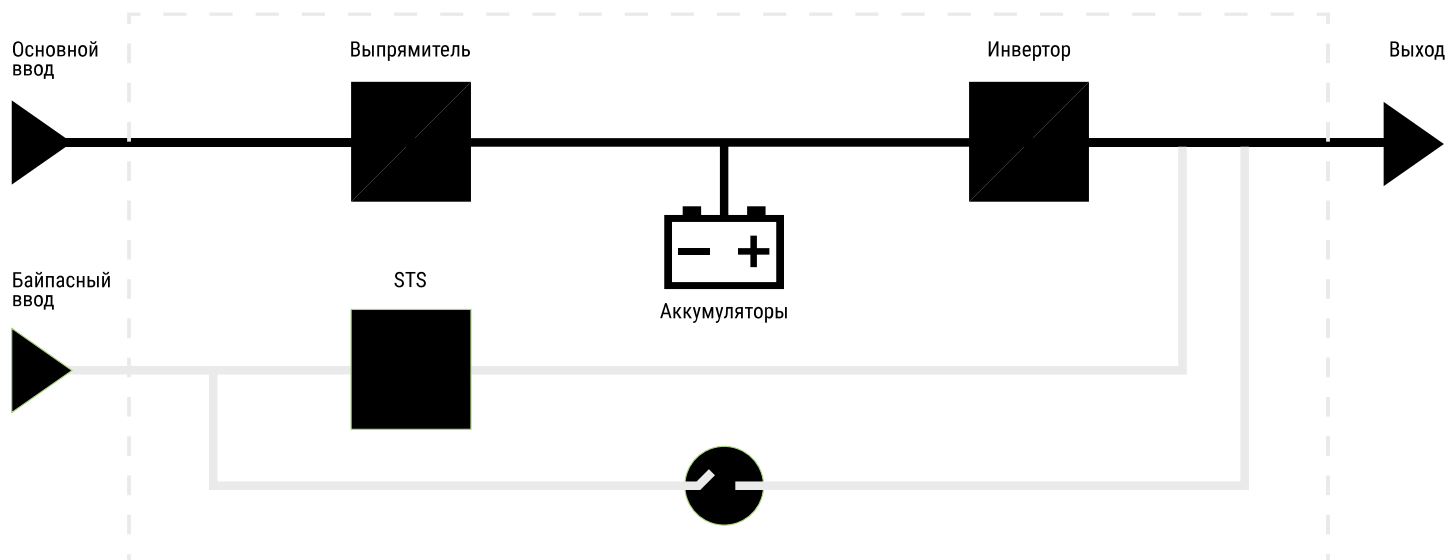 Основной
ввод
Выпрямитель
Инвертор
Выход
Байпасный
ввод
STS
Аккумуляторы